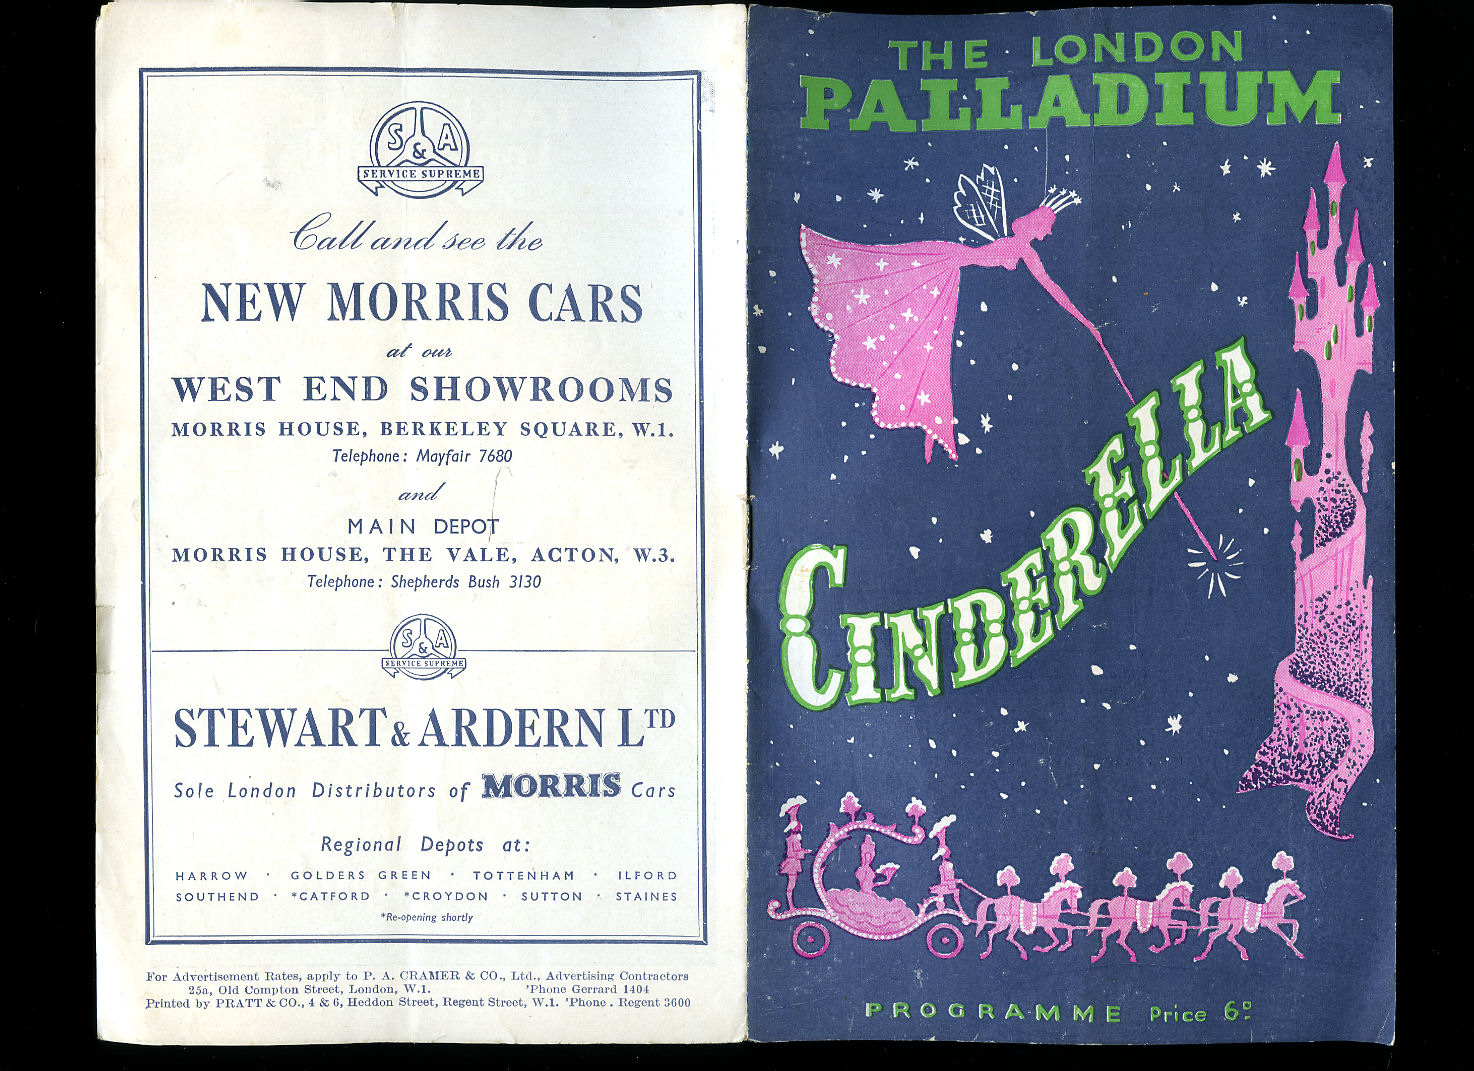 S & A
SERVICE SUPREME
Call and see the
NEW MORRIS CARS
at our
WEST END SHOWROOMS
MORRIS HOUSE, BERKELEY SQUARE, W.1.
Telephone: Mayfair 7680
and
MAIN DEPOT
MORRIS HOUSE, THE VALE, ACTON, W.3.
Telephone: Shepherds Bush 3130
S & A
SERVICE SUPREME
STEWART & ARDERN LTD
Sole London Distributors of MORRIS Cars
Regional Depots at:
HARROW · GOLDERS GREEN · TOTTENHAM · ILFORD
SOUTHEND · *CATFORD · *CROYDON · SUTTON · STAINES
*Re-opening shortly
For Advertisement Rates, apply to P. A. CRAMER & CO., Ltd., Advertising Contractors
25a, Old Compton Street, London, W.1. 'Phone Gerrard 1404
Printed by PRATT & CO., 4 & 6, Heddon Street, Regent Street, W.1. 'Phone . Regent 3600
THE LONDON
PALLADIUM
CINDERELLA
PROGRAMME Price 6D